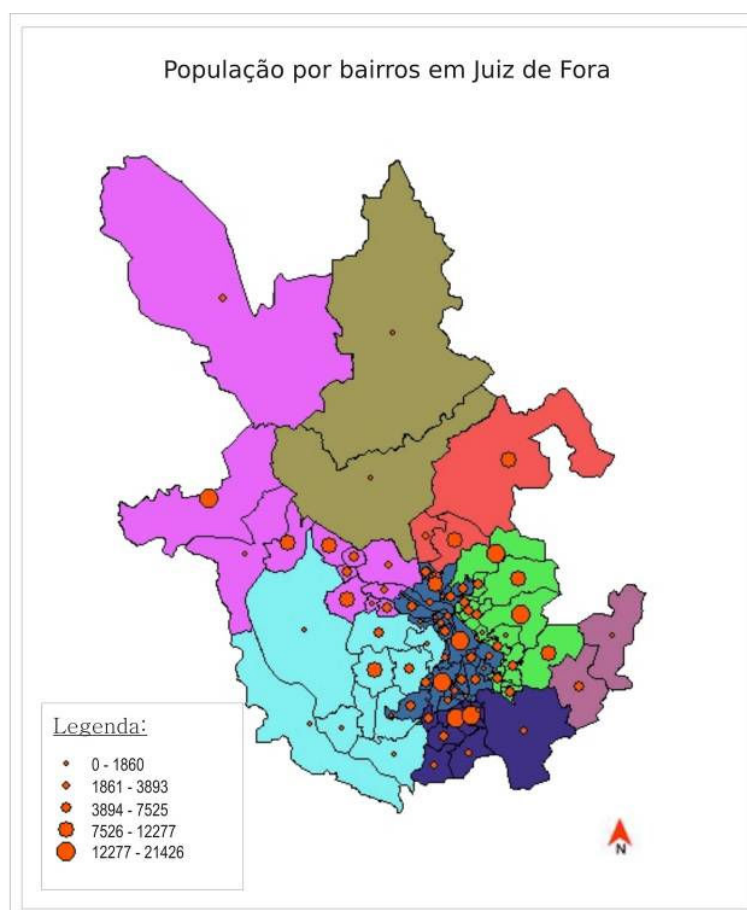 População por bairros em Juiz de Fora
Legenda:
0 - 1860
1861 - 3893
3894 - 7525
7526 - 12277
12277 - 21426
N